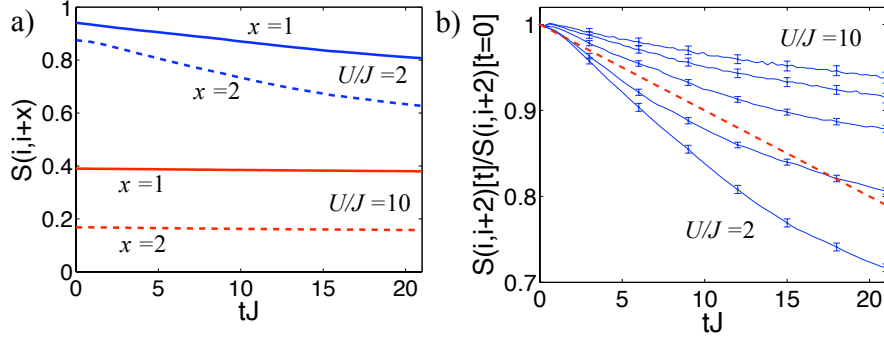 a)
S(i,i+x)
1
0.8
0.6
0.4
0.2
0
x=1
U/J=2
x=2
x=1
U/J=10
x=2
0 5 10 15 20
tJ
b)
S(i,i+2)[t]/S(i,i+2)[t=0]
1
0.9
0.8
0.7
U/J=10
U/J=2
0 5 10 15 20
tJ